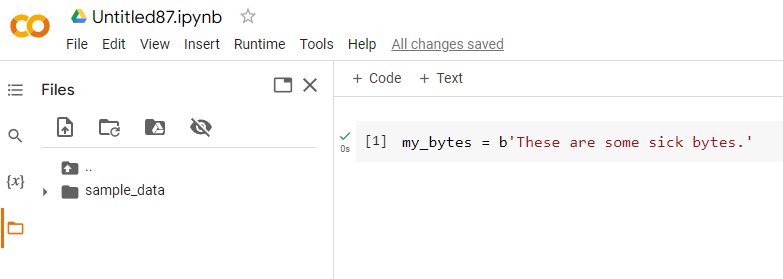 Untitled87.ipynb
File Edit View Insert Runtime Tools Help All changes saved
Files
+ Code + Text
..
sample_data
{x}
[1] my_bytes = b'These are some sick bytes.'
0s